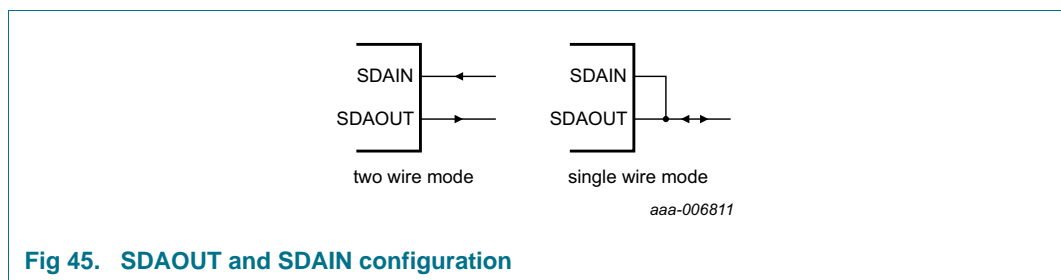 SDAIN
SDAOUT
two wire mode
SDAIN
SDAOUT
single wire mode
aaa-006811
Fig 45. SDAOUT and SDAIN configuration